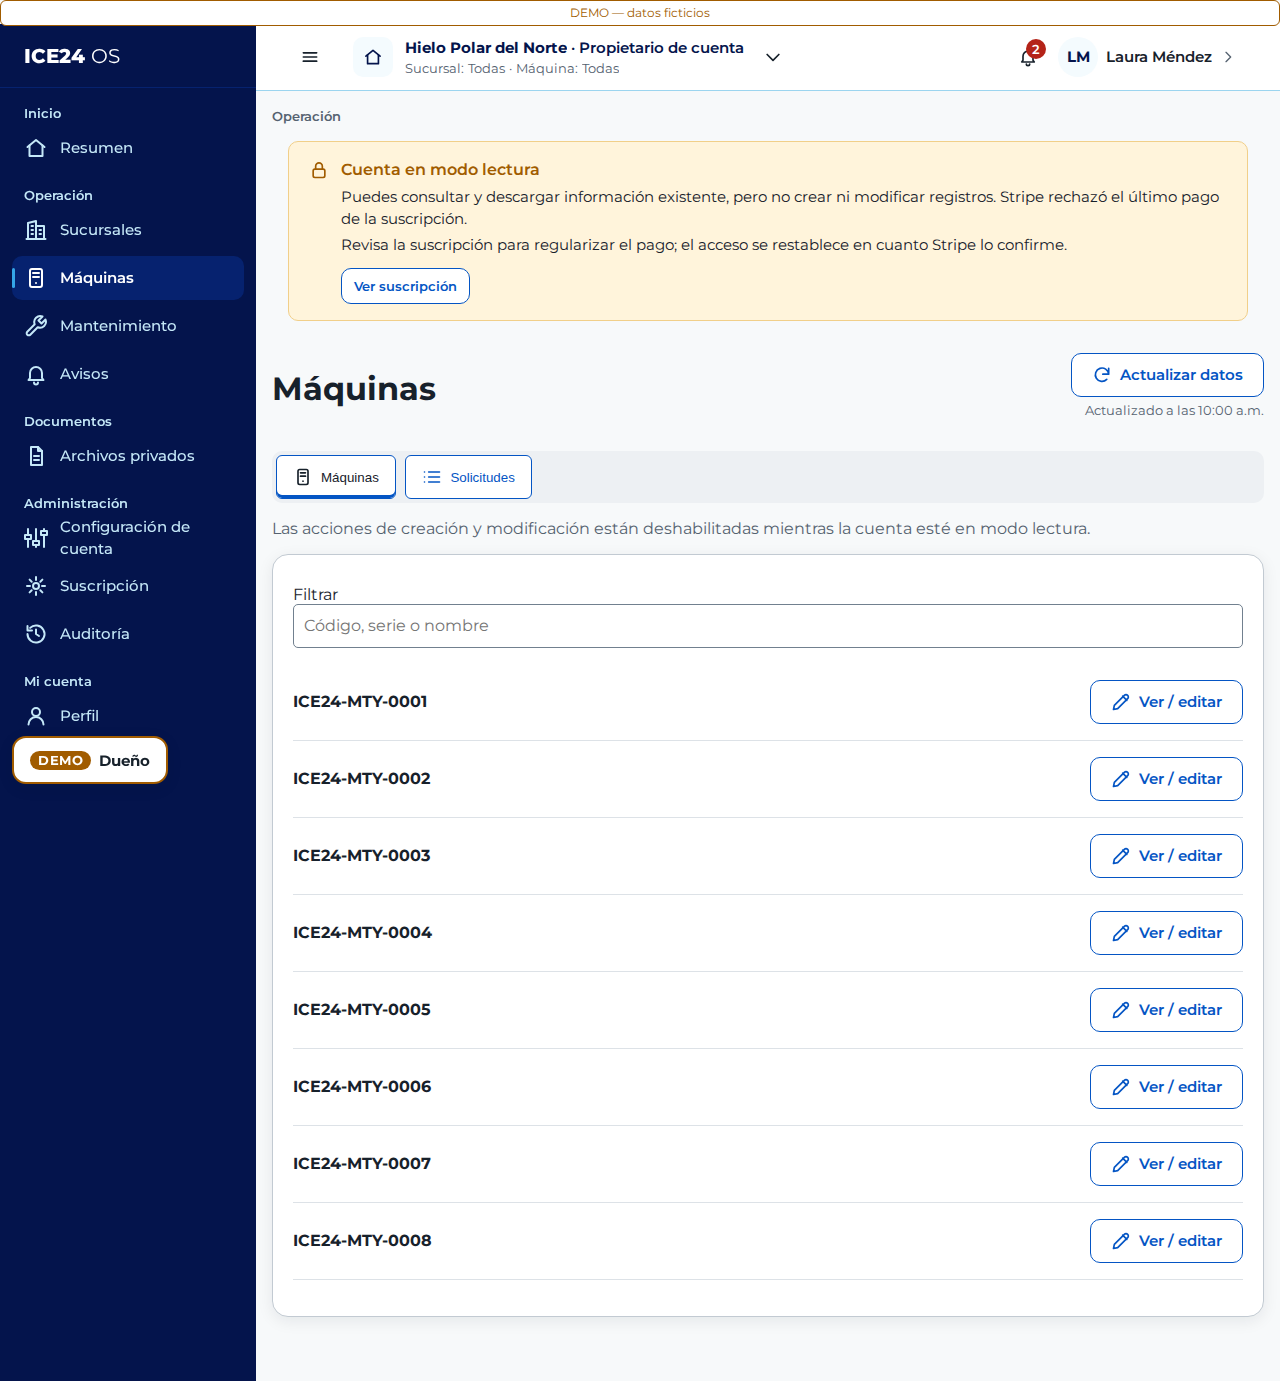 DEMO — datos ficticios
ICE24 OS
Inicio
Resumen
Operación
Sucursales
Máquinas
Mantenimiento
Avisos
Documentos
Archivos privados
Administración
Configuración de
cuenta
Suscripción
Auditoría
Mi cuenta
Perfil
DEMO Dueño
Hielo Polar del Norte · Propietario de cuenta
Sucursal: Todas · Máquina: Todas
2
LM Laura Méndez
Operación
Cuenta en modo lectura
Puedes consultar y descargar información existente, pero no crear ni modificar registros. Stripe rechazó el último pago
de la suscripción.
Revisa la suscripción para regularizar el pago; el acceso se restablece en cuanto Stripe lo confirme.
Ver suscripción
Máquinas
Actualizar datos
Actualizado a las 10:00 a.m.
Máquinas
Solicitudes
Las acciones de creación y modificación están deshabilitadas mientras la cuenta esté en modo lectura.
Filtrar
Código, serie o nombre
ICE24-MTY-0001
Ver / editar
ICE24-MTY-0002
Ver / editar
ICE24-MTY-0003
Ver / editar
ICE24-MTY-0004
Ver / editar
ICE24-MTY-0005
Ver / editar
ICE24-MTY-0006
Ver / editar
ICE24-MTY-0007
Ver / editar
ICE24-MTY-0008
Ver / editar